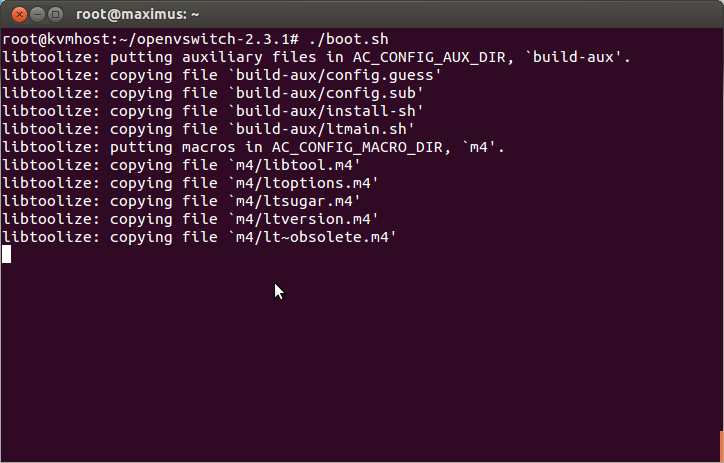 root@maximus: ~
root@kvmhost:~/openvswitch-2.3.1# ./boot.sh
libtoolize: putting auxiliary files in AC_CONFIG_AUX_DIR, `build-aux'.
libtoolize: copying file `build-aux/config.guess'
libtoolize: copying file `build-aux/config.sub'
libtoolize: copying file `build-aux/install-sh'
libtoolize: copying file `build-aux/ltmain.sh'
libtoolize: putting macros in AC_CONFIG_MACRO_DIR, `m4'.
libtoolize: copying file `m4/libtool.m4'
libtoolize: copying file `m4/ltoptions.m4'
libtoolize: copying file `m4/ltsugar.m4'
libtoolize: copying file `m4/ltversion.m4'
libtoolize: copying file `m4/lt~obsolete.m4'